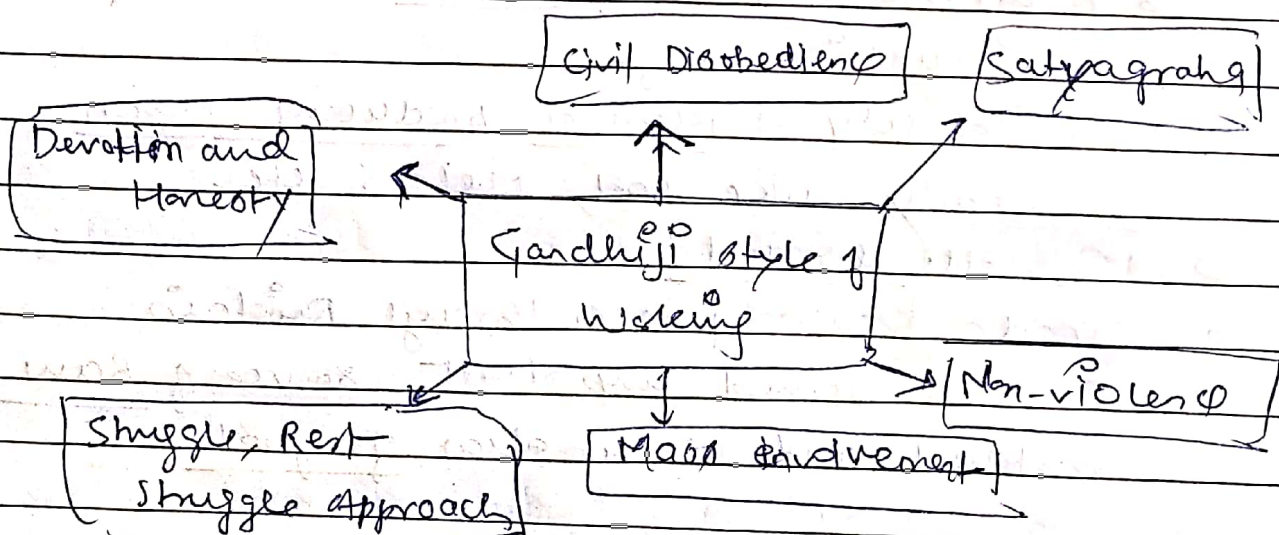 Civil Disobedience
Satyagraha
Devotion and
Honesty
Gandhiji style of
Working
Non-violence
Struggle, Rest
Struggle Approach
Mass involvement